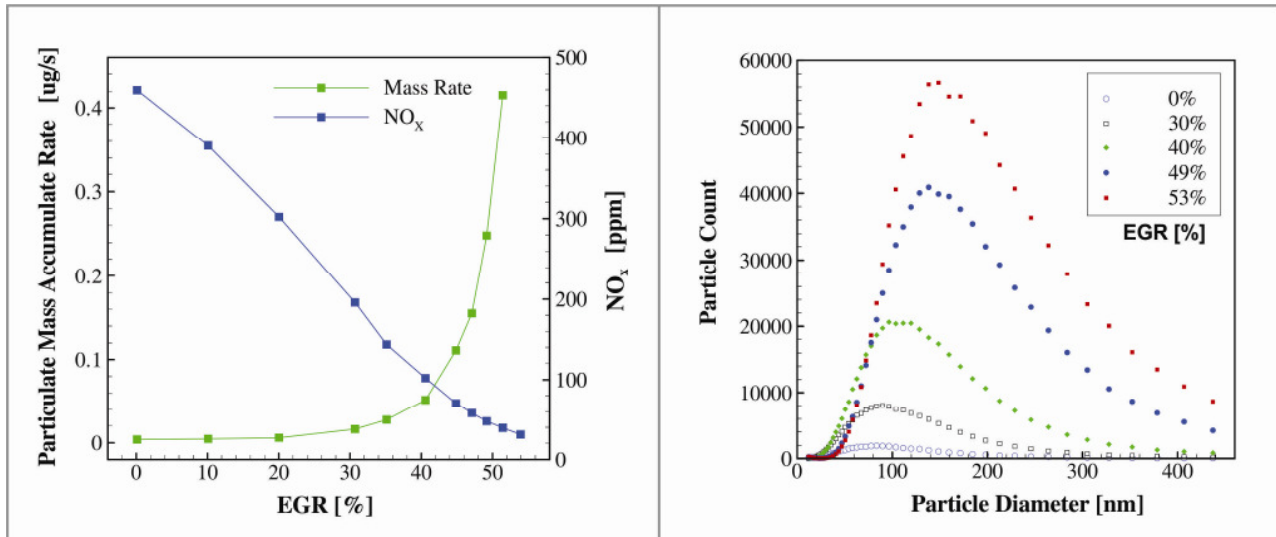 Particulate Mass Accumulate Rate [ug/s]
0.4
0.3
0.2
0.1
0
Mass Rate
NOX
500
400
300
200
100
0
NOx [ppm]
0 10 20 30 40 50
EGR [%]
Particle Count
60000
50000
40000
30000
20000
10000
0
0%
30%
40%
49%
53%
EGR [%]
0 100 200 300 400
Particle Diameter [nm]